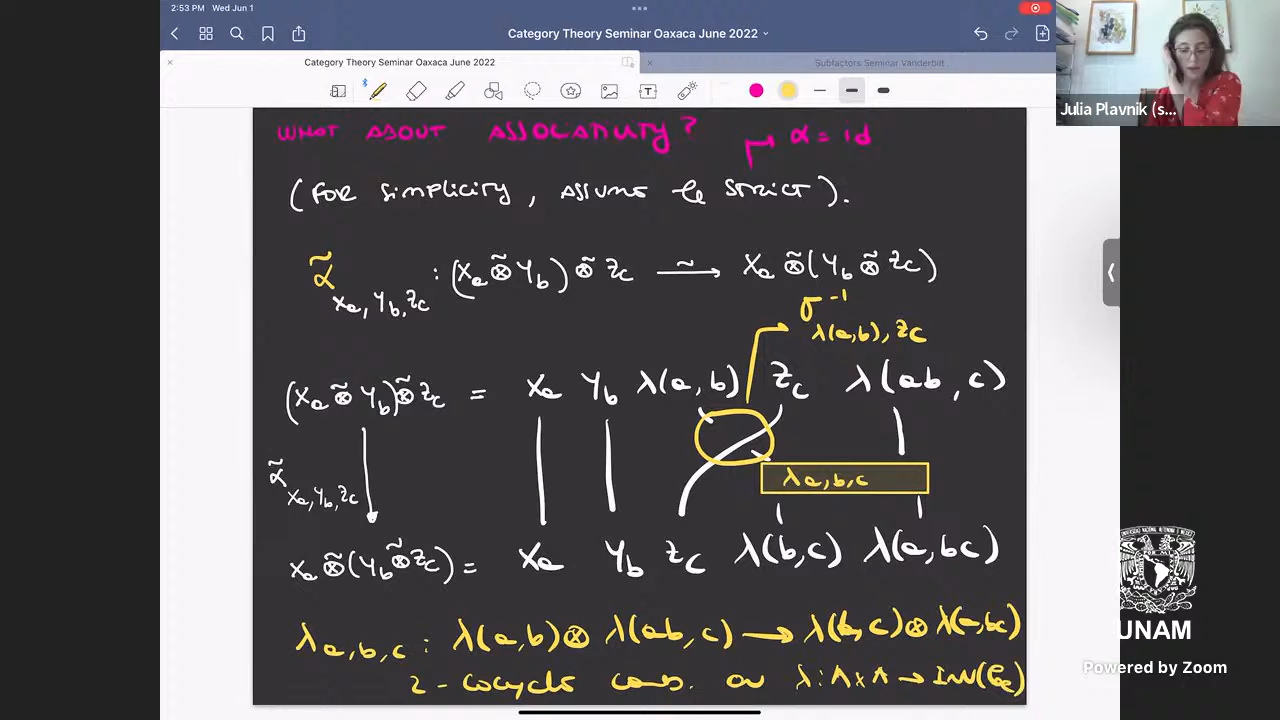 2:53 PM Wed Jun 1
Category Theory Seminar Oaxaca June 2022
Category Theory Seminar Oaxaca June 2022
Subfactors Seminar Vanderbilt
Julia Plavnik (s...
WHAT ABOUT ASSOCIATIVITY?
α = id
(FOR SIMPLICITY, ASSUME 𝒞 STRICT).
α̃ Xa, Yb, Zc : (Xa ⊗̃ Yb) ⊗̃ Zc ⟶~ Xa ⊗̃ (Yb ⊗̃ Zc)
σ⁻¹ λ(a,b), Zc
(Xa ⊗̃ Yb) ⊗̃ Zc = Xa Yb λ(a,b) Zc λ(ab,c)
α̃ Xa, Yb, Zc
λa,b,c
Xa ⊗̃ (Yb ⊗̃ Zc) = Xa Yb Zc λ(b,c) λ(a,bc)
λa,b,c : λ(a,b) ⊗ λ(ab,c) ⟶ λ(b,c) ⊗ λ(a,bc)
2-cocycle cond. on λ: A×A → Inv(𝒞e)
UNAM
Powered by Zoom